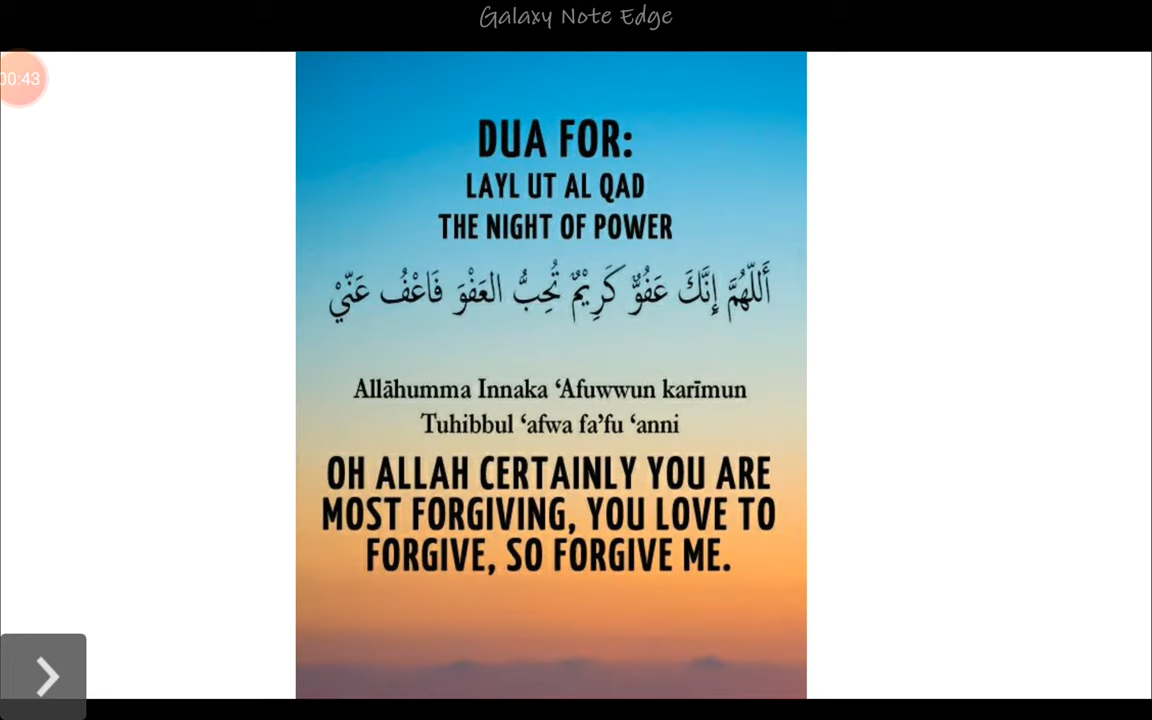 Galaxy Note Edge
00:43
DUA FOR:
LAYL UT AL QAD
THE NIGHT OF POWER
أَللّٰهُمَّ إِنَّكَ عَفُوٌّ كَرِيْمٌ تُحِبُّ العَفْوَ فَاعْفُ عَنّيْ
Allāhumma Innaka ‘Afuwwun karīmun
Tuhibbul ‘afwa fa’fu ‘anni
OH ALLAH CERTAINLY YOU ARE
MOST FORGIVING, YOU LOVE TO
FORGIVE, SO FORGIVE ME.